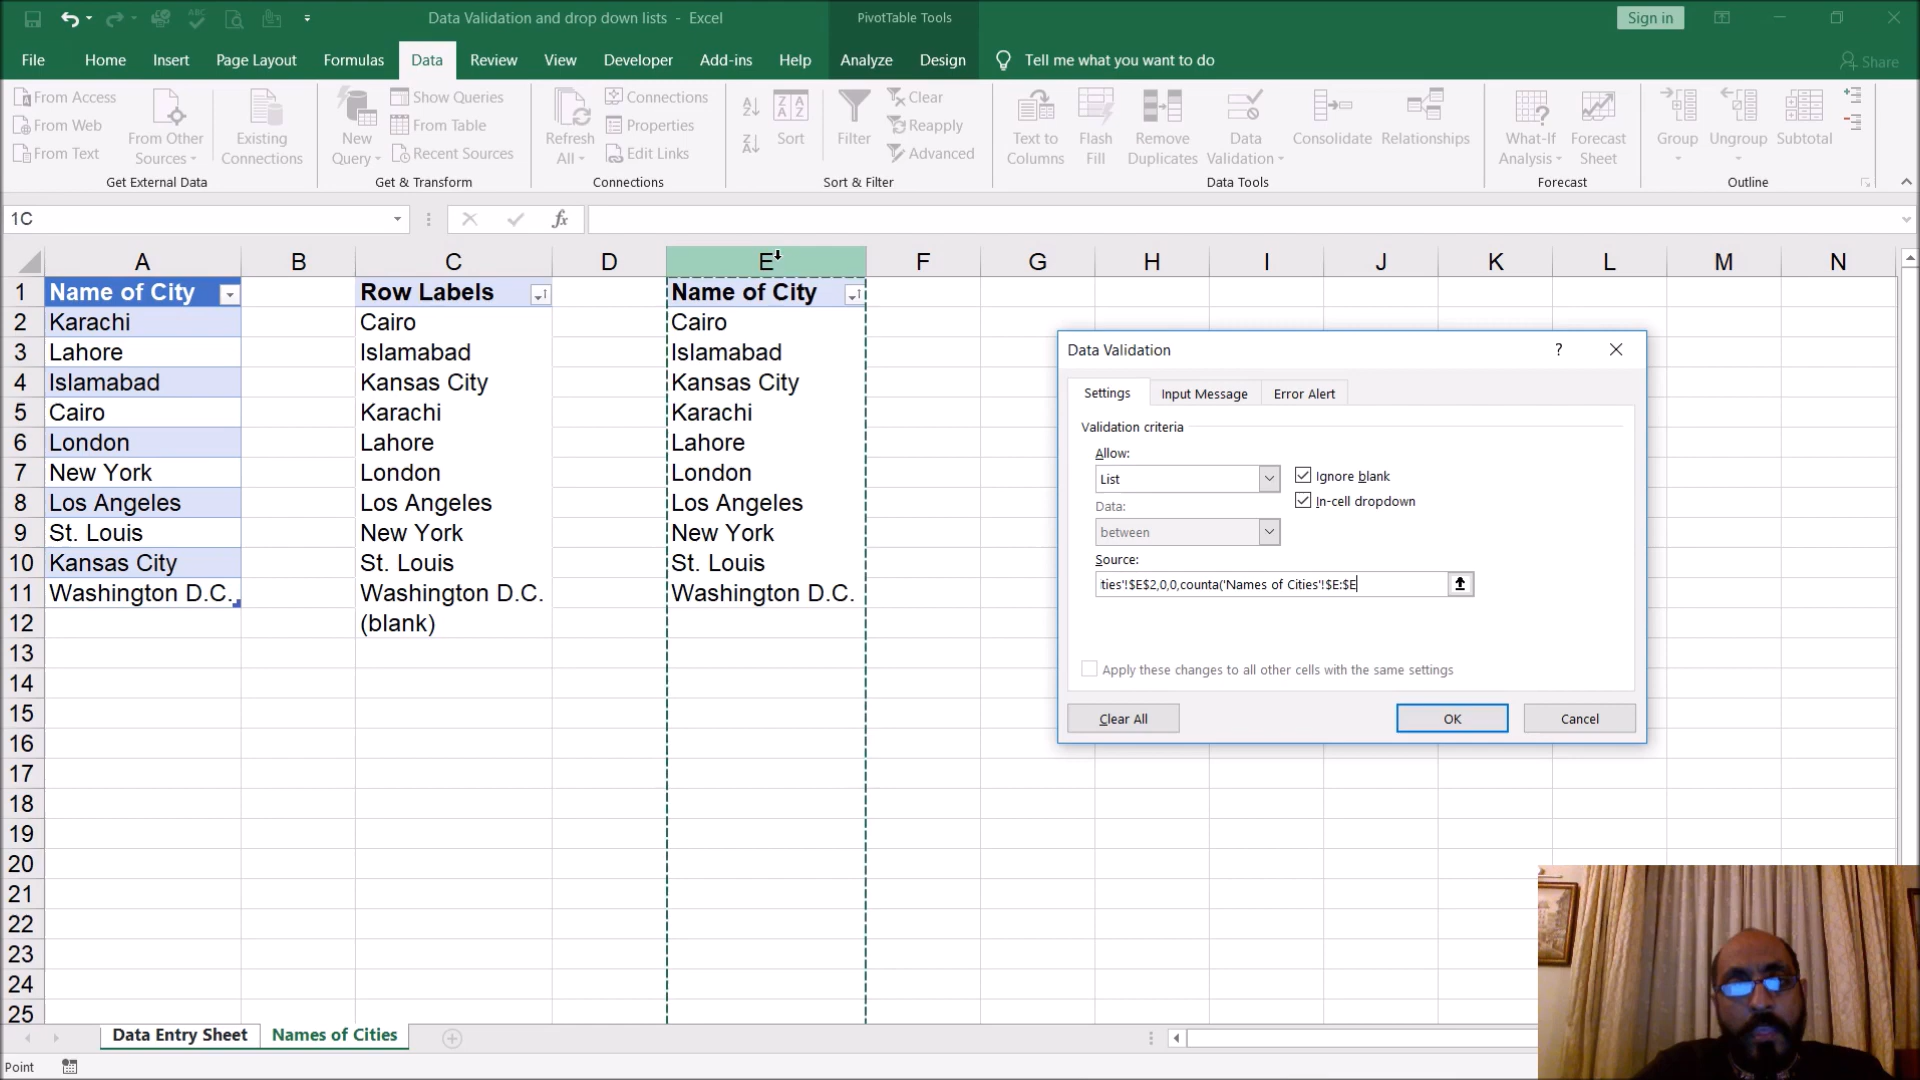 Data Validation and drop down lists - Excel
PivotTable Tools
Sign in
File Home Insert Page Layout Formulas Data Review View Developer Add-ins Help Analyze Design Tell me what you want to do Share
From Access
From Web
From Text
From Other Sources
Existing Connections
Get External Data
New Query
Show Queries
From Table
Recent Sources
Get & Transform
Refresh All
Connections
Properties
Edit Links
Connections
Sort
Filter
Clear
Reapply
Advanced
Sort & Filter
Text to Columns
Flash Fill
Remove Duplicates
Data Validation
Consolidate
Relationships
Data Tools
What-If Analysis
Forecast Sheet
Forecast
Group
Ungroup
Subtotal
Outline
1C
fx
A B C D E F G H I J K L M N
1 Name of City Row Labels Name of City
2 Karachi Cairo Cairo
3 Lahore Islamabad Islamabad
4 Islamabad Kansas City Kansas City
5 Cairo Karachi Karachi
6 London Lahore Lahore
7 New York London London
8 Los Angeles Los Angeles Los Angeles
9 St. Louis New York New York
10 Kansas City St. Louis St. Louis
11 Washington D.C. Washington D.C. Washington D.C.
12 (blank)
13
14
15
16
17
18
19
20
21
22
23
24
25
Data Validation
?
Settings Input Message Error Alert
Validation criteria
Allow:
List
Ignore blank
In-cell dropdown
Data:
between
Source:
ties'!$E$2,0,0,counta('Names of Cities'!$E:$E
Apply these changes to all other cells with the same settings
Clear All OK Cancel
Data Entry Sheet Names of Cities
Point